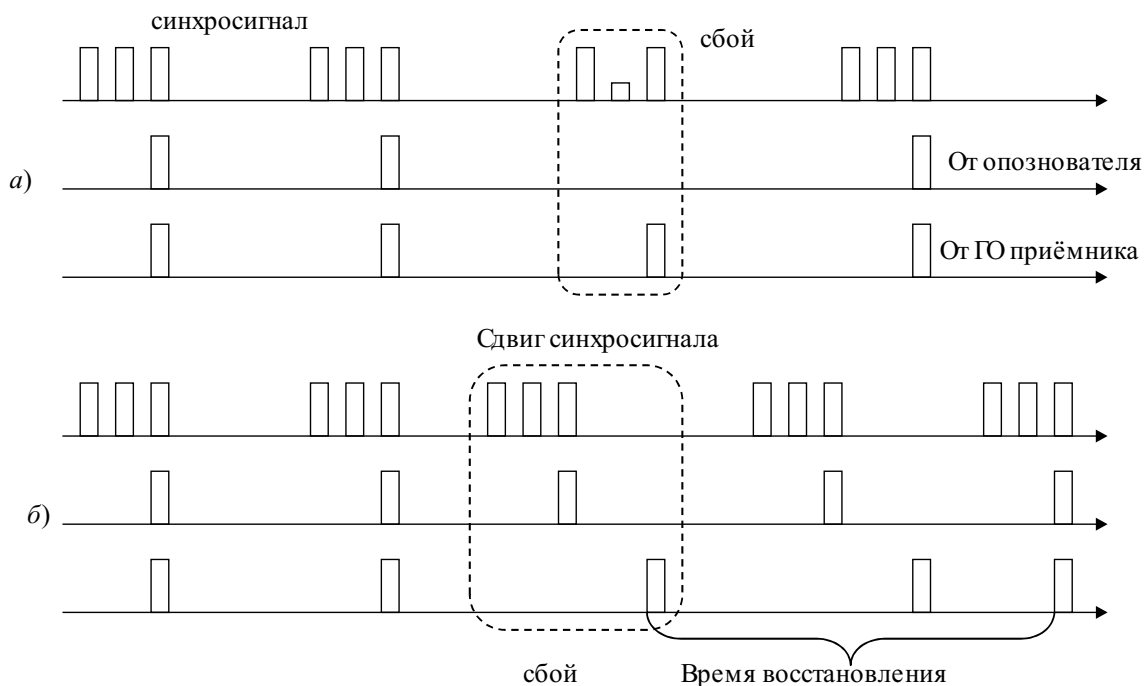 синхросигнал
сбой
а)
От опознователя
От ГО приёмника
Сдвиг синхросигнала
б)
сбой
Время восстановления